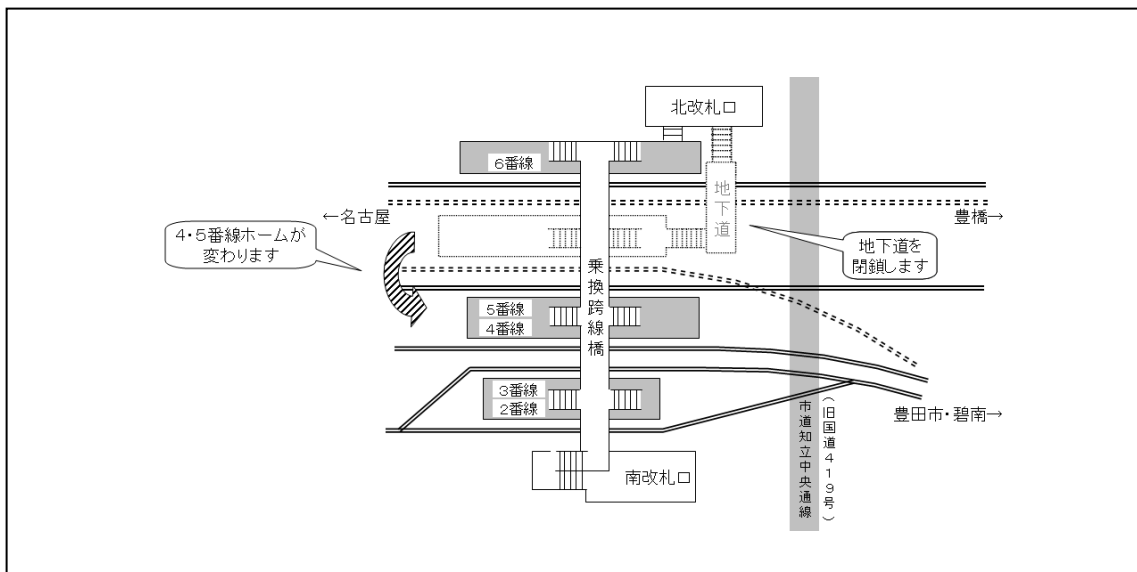 北改札口
6番線
地下道
←名古屋
豊橋→
4・5番線ホームが
変わります
地下道を
閉鎖します
乗換跨線橋
5番線
4番線
3番線
2番線
豊田市・碧南→
市道知立中央通線
(旧国道419号)
南改札口